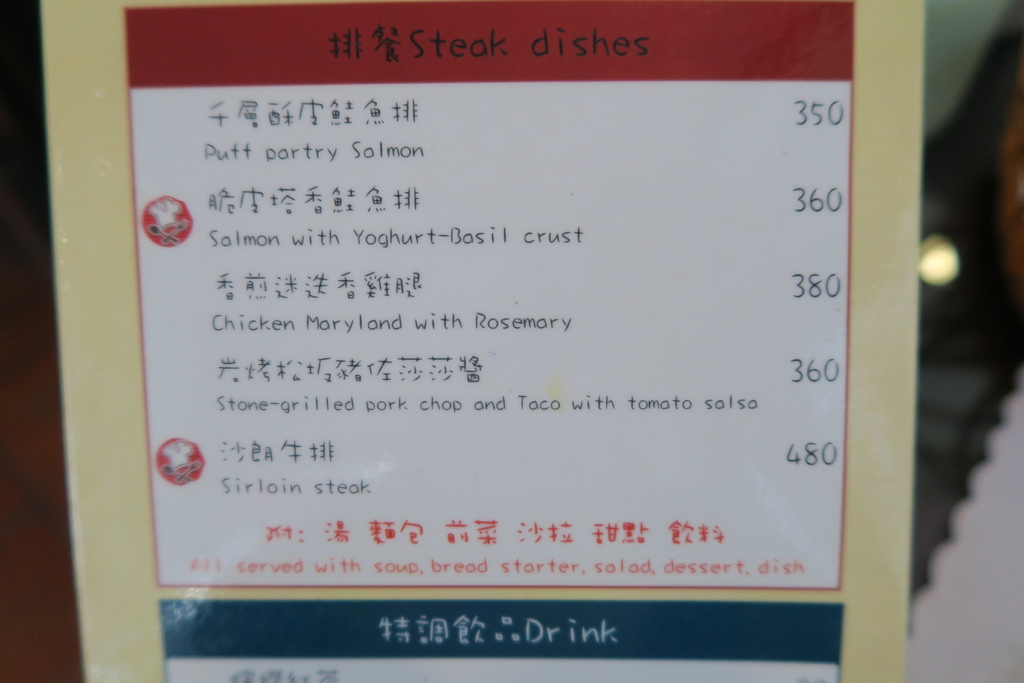 排餐Steak dishes
千層酥皮鮭魚排 350
Puff partry Salmon
脆皮塔香鮭魚排 360
Salmon with Yoghurt-Basil crust
香煎迷迭香雞腿 380
Chicken Maryland with Rosemary
炭烤松坂豬佐莎莎醬 360
Stone-grilled pork chop and Taco with tomato salsa
沙朗牛排 480
Sirloin steak
附: 湯 麵包 前菜 沙拉 甜點 飲料
All served with soup, bread starter, salad, dessert, dish
特調飲品Drink